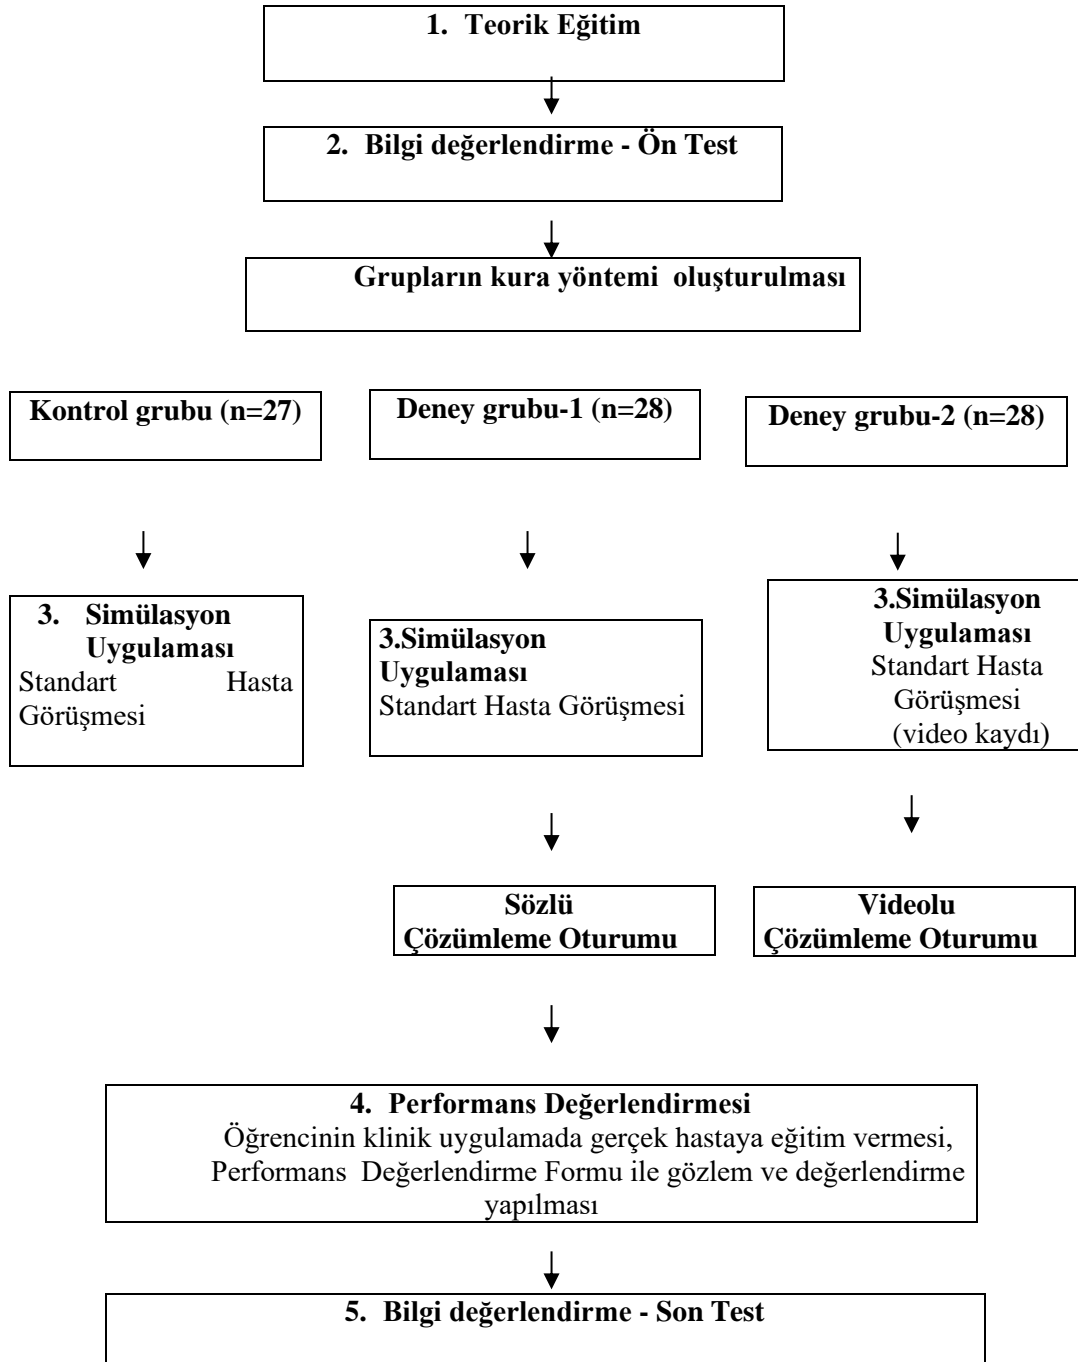 1. Teorik Eğitim
2. Bilgi değerlendirme - Ön Test
Grupların kura yöntemi oluşturulması
Kontrol grubu (n=27)
Deney grubu-1 (n=28)
Deney grubu-2 (n=28)
3. Simülasyon
Uygulaması
Standart Hasta
Görüşmesi
3.Simülasyon
Uygulaması
Standart Hasta Görüşmesi
3.Simülasyon
Uygulaması
Standart Hasta
Görüşmesi
(video kaydı)
Sözlü
Çözümleme Oturumu
Videolu
Çözümleme Oturumu
4. Performans Değerlendirmesi
Öğrencinin klinik uygulamada gerçek hastaya eğitim vermesi,
Performans Değerlendirme Formu ile gözlem ve değerlendirme
yapılması
5. Bilgi değerlendirme - Son Test